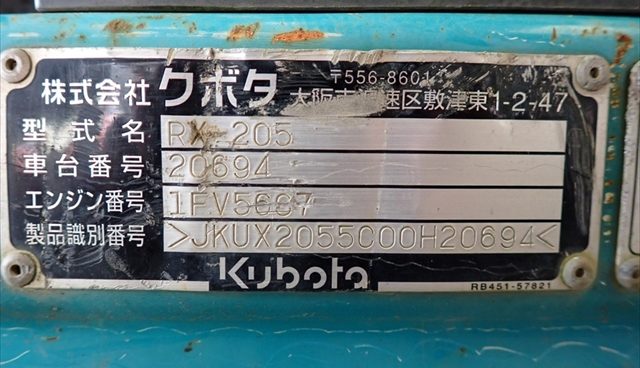 株式会社 クボタ 〒556-8601
大阪市浪速区敷津東1-2-47
型式名 RX-205
車台番号 20694
エンジン番号
製品識別番号 >JKUX2055C00H20694<
Kubota
RB451-57821